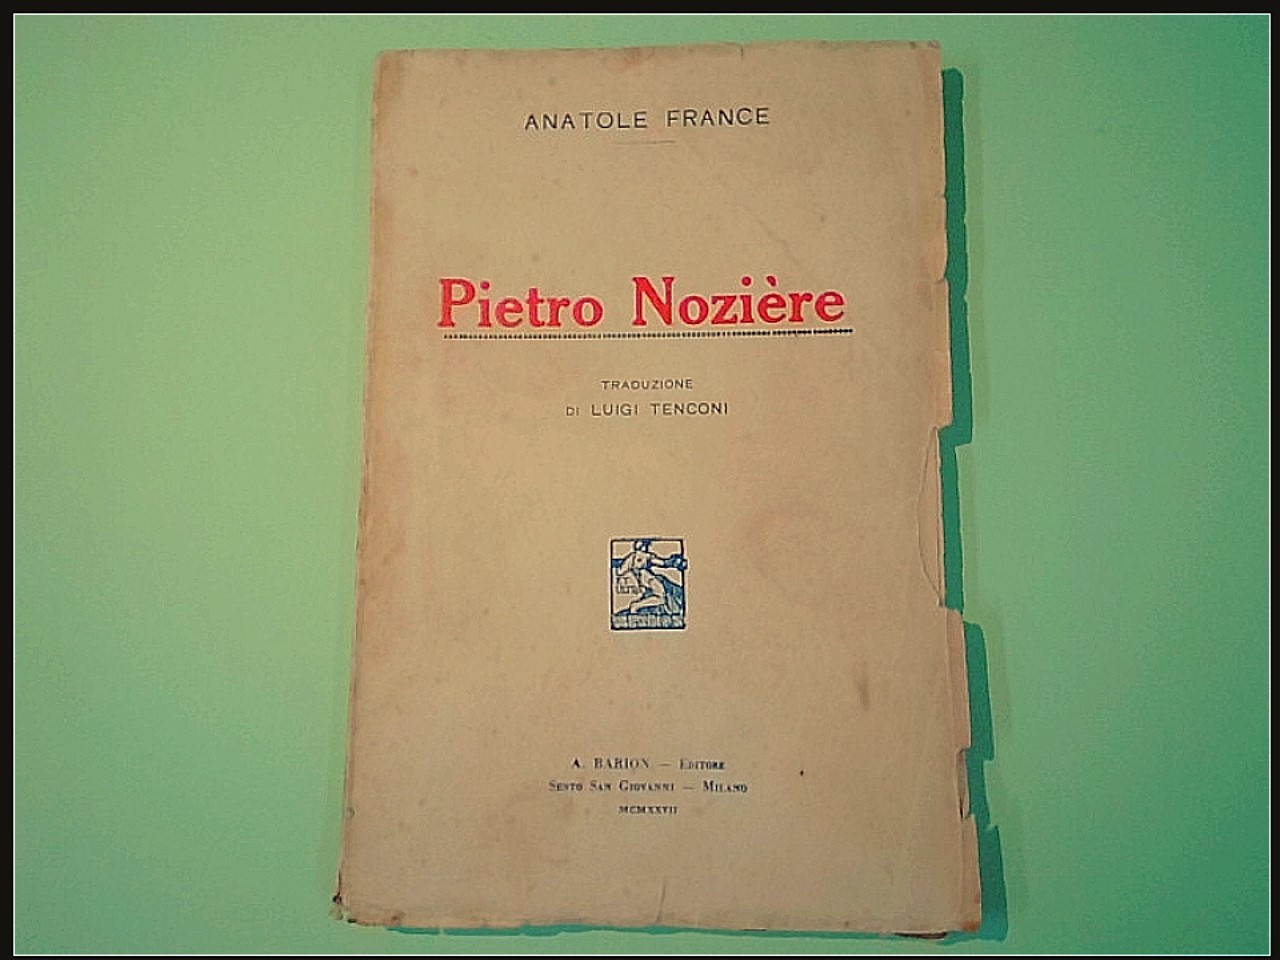 ANATOLE FRANCE
Pietro Nozière
TRADUZIONE
DI LUIGI TENCONI
A. BARION — EDITORE
SESTO SAN GIOVANNI — MILANO
MCMXXVII